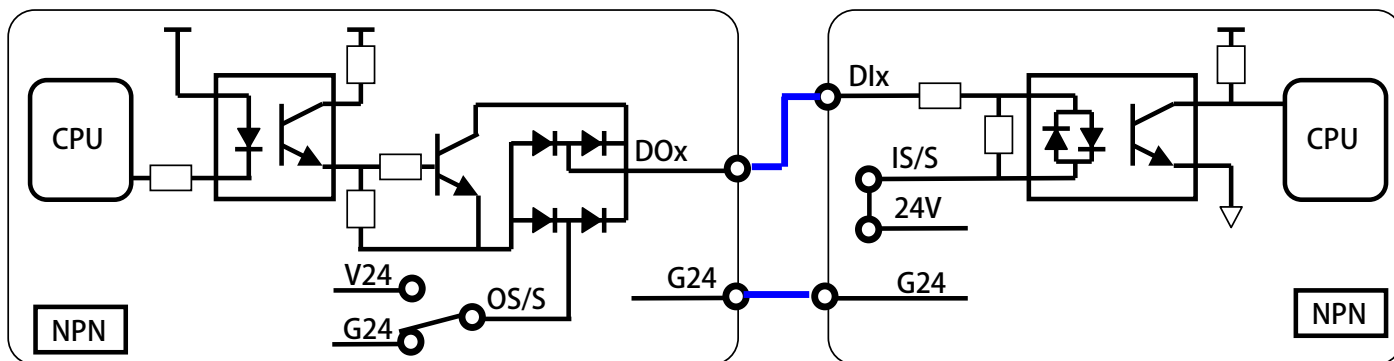 CPU
DOx
V24
OS/S
G24
G24
NPN
DIx
IS/S
24V
G24
CPU
NPN